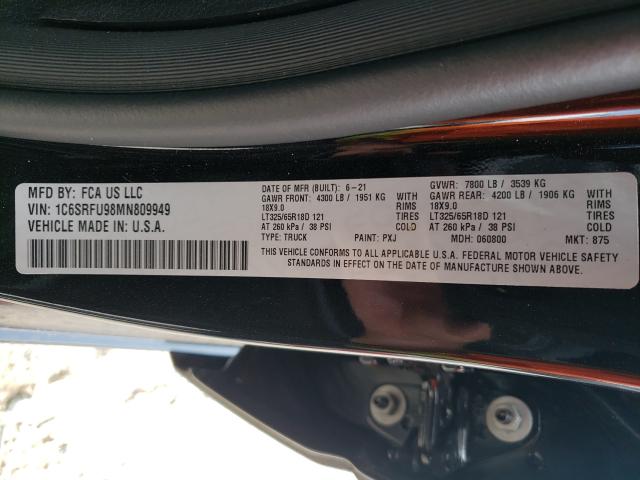 MFD BY: FCA US LLC
VIN: 1C6SRFU98MN809949
VEHICLE MADE IN: U.S.A.
DATE OF MFR (BUILT): 6-21 GVWR: 7800 LB / 3539 KG
GAWR FRONT: 4300 LB / 1951 KG WITH GAWR REAR: 4200 LB / 1906 KG WITH
18X9.0 RIMS 18X9.0 RIMS
LT325/65R18D 121 TIRES LT325/65R18D 121 TIRES
AT 260 kPa / 38 PSI COLD AT 260 kPa / 38 PSI COLD
TYPE: TRUCK PAINT: PXJ MDH: 060800 MKT: 875
THIS VEHICLE CONFORMS TO ALL APPLICABLE U.S.A. FEDERAL MOTOR VEHICLE SAFETY
STANDARDS IN EFFECT ON THE DATE OF MANUFACTURE SHOWN ABOVE.